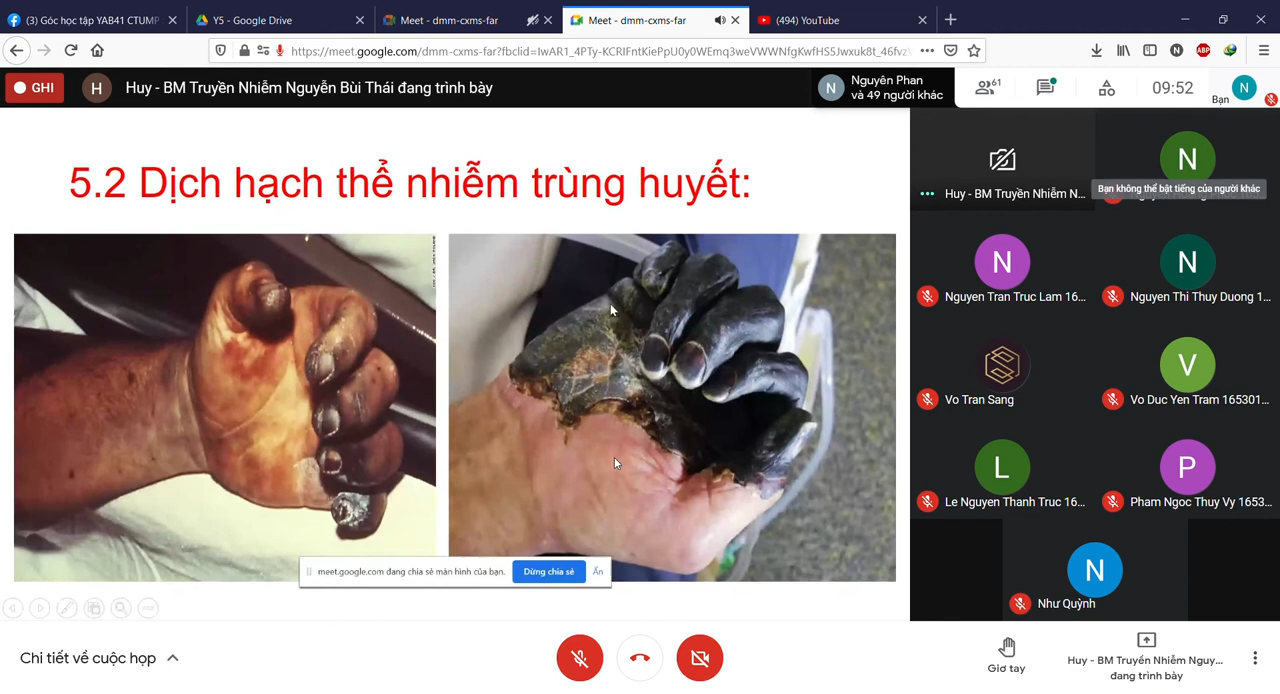 (3) Góc học tập YAB41 CTUMP
Y5 - Google Drive
Meet - dmm-cxms-far
Meet - dmm-cxms-far
(494) YouTube
https://meet.google.com/dmm-cxms-far?fbclid=IwAR1_4PTy-KCRIFntKiePpU0y0WEmq3weVWWNfgKwfHS5Jwxuk8t_46fvz
N
ABP
GHI
H
Huy - BM Truyền Nhiễm Nguyễn Bùi Thái đang trình bày
N
Nguyên Phan
và 49 người khác
61
09:52
Bạn
N
5.2 Dịch hạch thể nhiễm trùng huyết:
N
Huy - BM Truyền Nhiễm N...
Bạn không thể bật tiếng của người khác
N
Nguyen Tran Truc Lam 16...
N
Nguyen Thi Thuy Duong 1...
Vo Tran Sang
V
Vo Duc Yen Tram 165301...
L
Le Nguyen Thanh Truc 16...
P
Pham Ngoc Thuy Vy 1653...
N
Như Quỳnh
meet.google.com đang chia sẻ màn hình của bạn.
Dừng chia sẻ
Ẩn
Chi tiết về cuộc họp
Giơ tay
Huy - BM Truyền Nhiễm Nguy...
đang trình bày